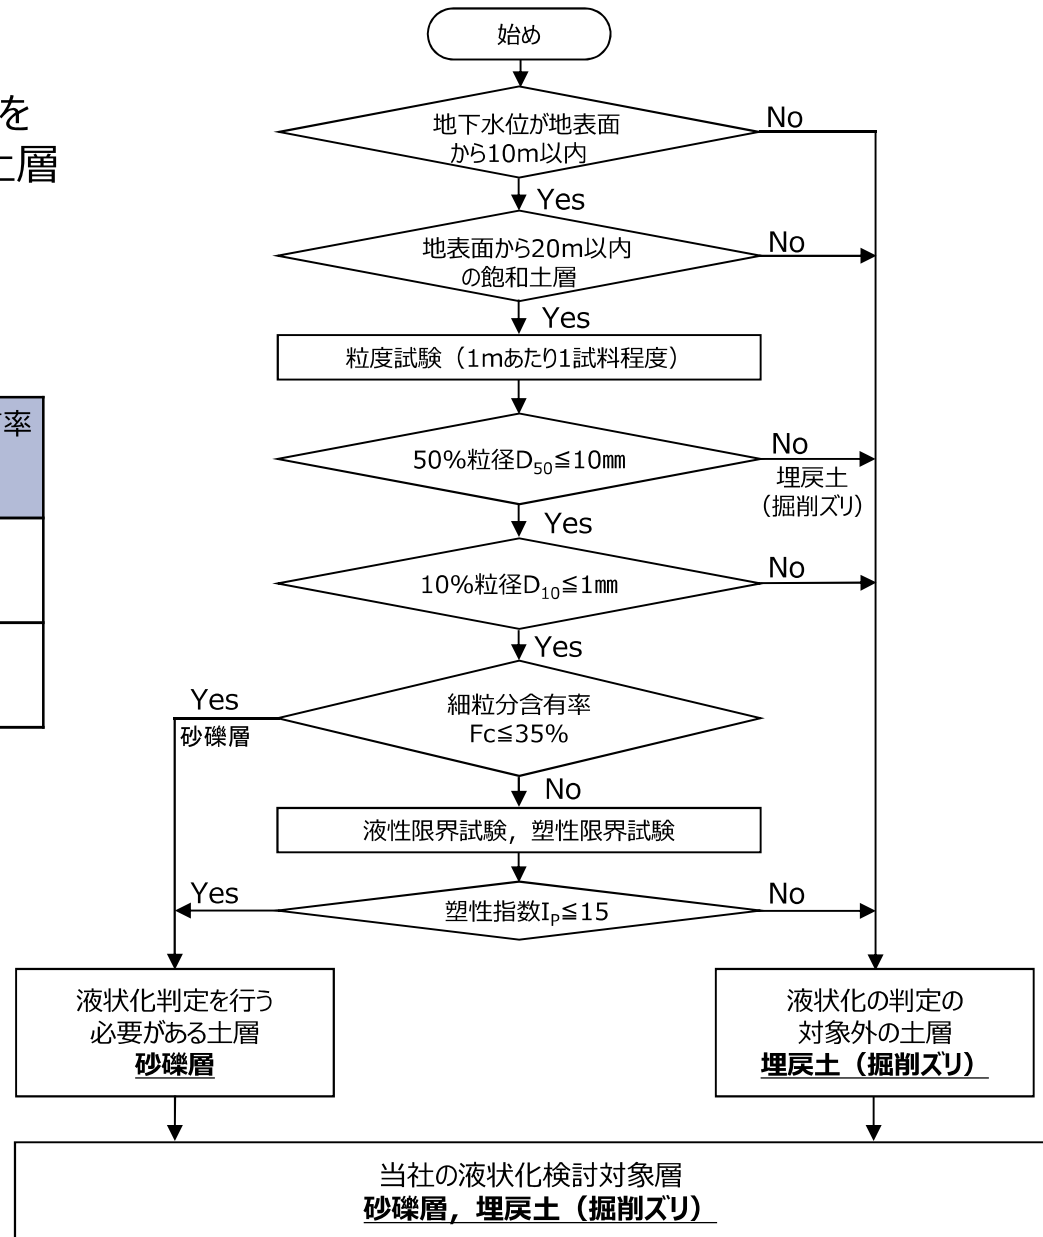 始め
を
土層
地下水位が地表面
から10m以内
No
Yes
地表面から20m以内
の飽和土層
No
Yes
粒度試験（1mあたり1試料程度）
50%粒径D50≦10㎜
No
埋戻土
（掘削ズリ）
Yes
率
10%粒径D10≦1㎜
No
Yes
細粒分含有率
Fc≦35%
Yes
砂礫層
No
液性限界試験，塑性限界試験
塑性指数IP≦15
Yes
No
液状化判定を行う
必要がある土層
砂礫層
液状化の判定の
対象外の土層
埋戻土（掘削ズリ）
当社の液状化検討対象層
砂礫層，埋戻土（掘削ズリ）